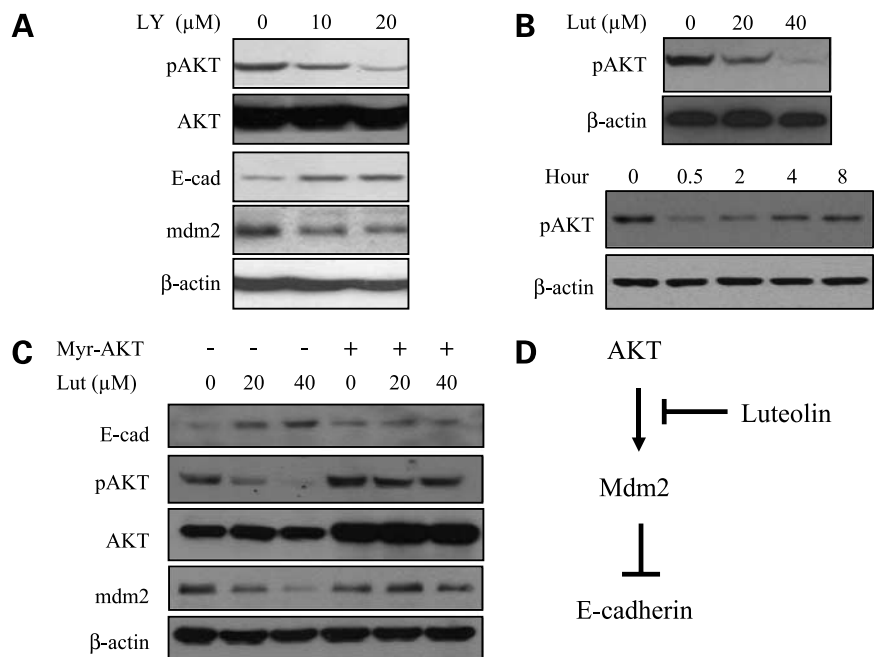 A
LY (µM) 0 10 20
pAKT
AKT
E-cad
mdm2
β-actin
B
Lut (µM) 0 20 40
pAKT
β-actin
Hour 0 0.5 2 4 8
pAKT
β-actin
C
Myr-AKT - - - + + +
Lut (µM) 0 20 40 0 20 40
E-cad
pAKT
AKT
mdm2
β-actin
D
AKT
Luteolin
Mdm2
E-cadherin